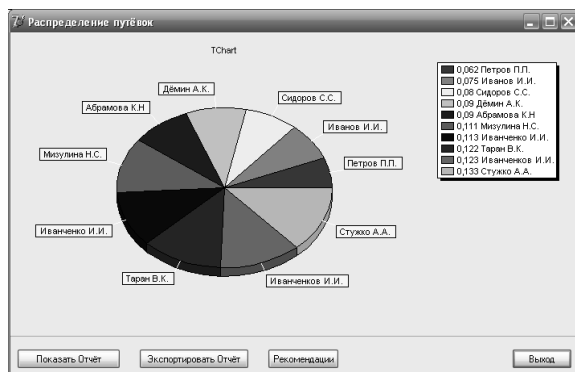 Распределение путёвок
TChart
Дёмин А.К.
Сидоров С.С.
Абрамова К.Н
Иванов И.И.
Мизулина Н.С.
Петров П.П.
Иванченко И.И.
Стужко А.А.
Таран В.К.
Иванченков И.И.
0,062 Петров П.П.
0,075 Иванов И.И.
0,08 Сидоров С.С.
0,09 Дёмин А.К.
0,09 Абрамова К.Н
0,111 Мизулина Н.С.
0,113 Иванченко И.И.
0,122 Таран В.К.
0,123 Иванченков И.И.
0,133 Стужко А.А.
Показать Отчёт
Экспортировать Отчёт
Рекомендации
Выход